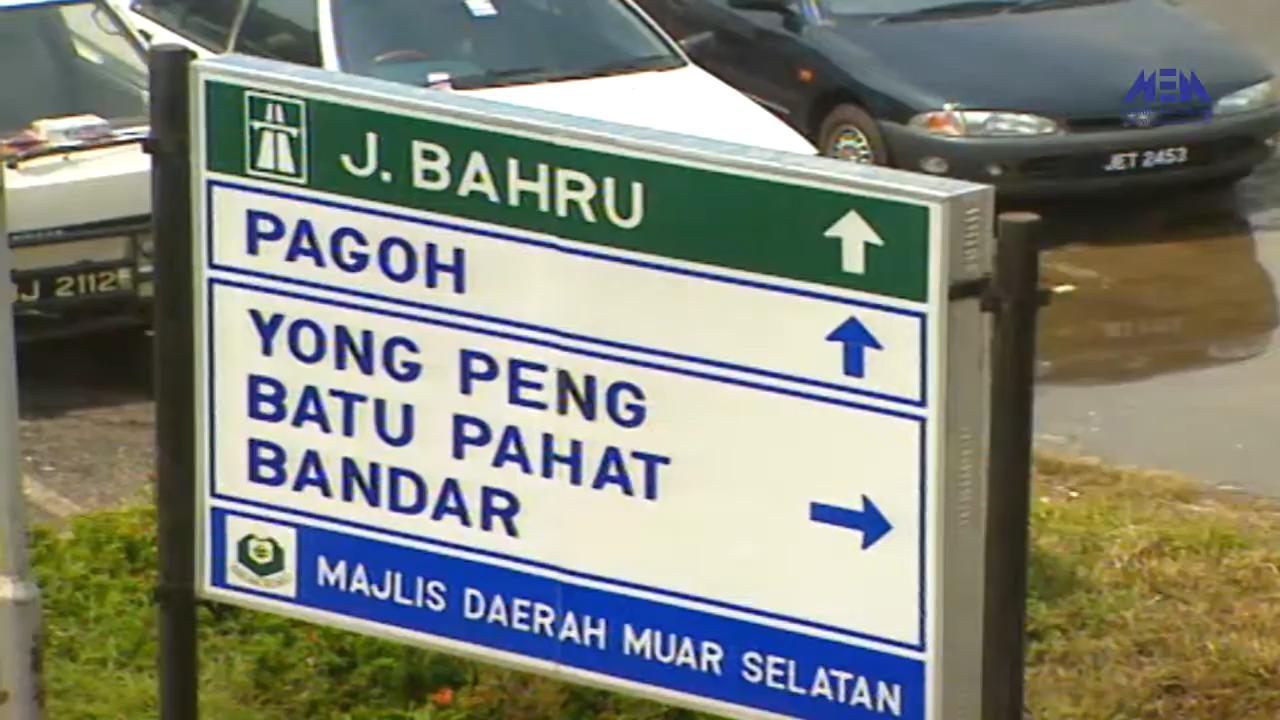 MEM
JET 2453
J 2112
J. BAHRU
PAGOH
YONG PENG
BATU PAHAT
BANDAR
MAJLIS DAERAH MUAR SELATAN